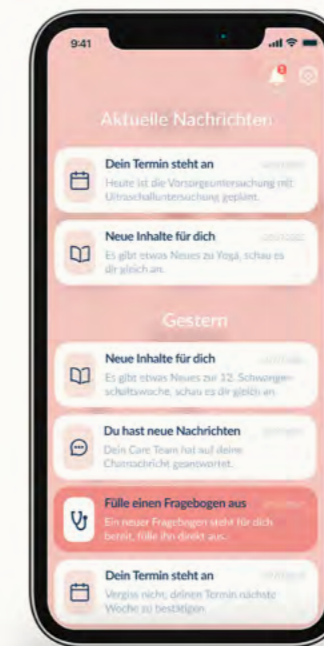 9:41
Aktuelle Nachrichten
Dein Termin steht an
Heute ist die Vorsorgeuntersuchung mit
Ultraschalluntersuchung geplant.
Neue Inhalte für dich
Es gibt etwas Neues zu Yoga, schau es
dir gleich an.
Gestern
Neue Inhalte für dich
Es gibt etwas Neues zur 12. Schwanger-
schaftswoche, schau es dir gleich an.
Du hast neue Nachrichten
Dein Care Team hat auf deine
Chatnachricht geantwortet.
Fülle einen Fragebogen aus
Ein neuer Fragebogen steht für dich
bereit, fülle ihn direkt aus.
Dein Termin steht an
Vergiss nicht, deinen Termin nächste
Woche zu bestätigen.